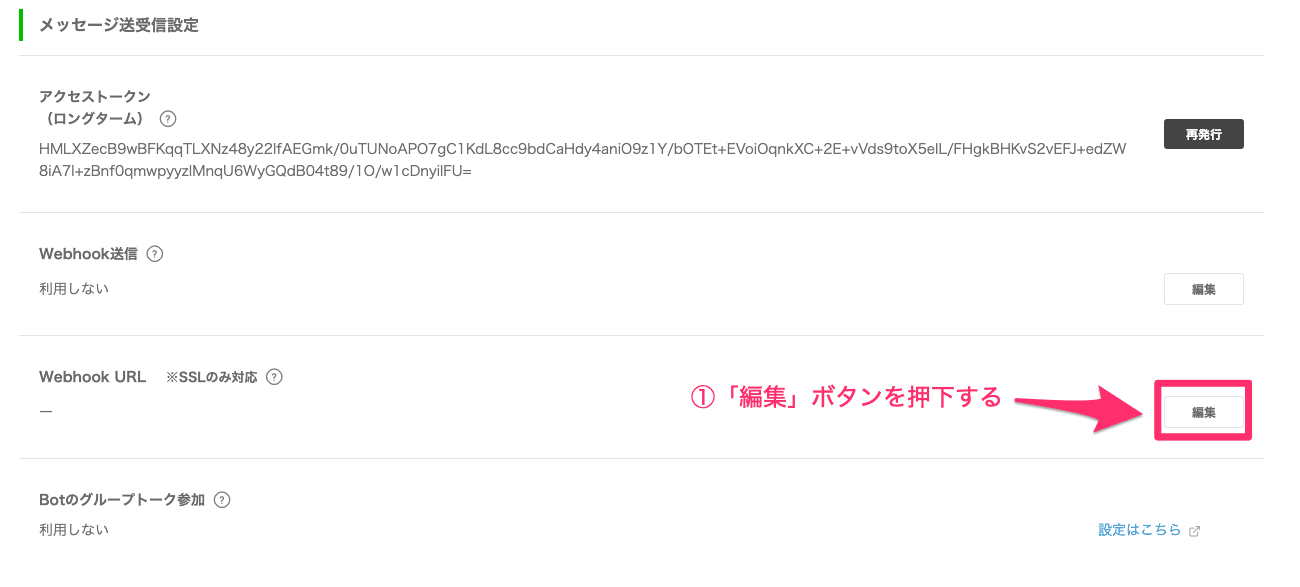 メッセージ送受信設定
アクセストークン
（ロングターム） ?
再発行
HMLXZecB9wBFKqqTLXNz48y22lfAEGmk/0uTUNoAPO7gC1KdL8cc9bdCaHdy4aniO9z1Y/bOTEt+EVoiOqnkXC+2E+vVds9toX5elL/FHgkBHKvS2vEFJ+edZW
8iA7l+zBnf0qmwpyyzlMnqU6WyGQdB04t89/1O/w1cDnyilFU=
Webhook送信 ?
利用しない
編集
Webhook URL ※SSLのみ対応 ?
—
①「編集」ボタンを押下する
編集
Botのグループトーク参加 ?
利用しない
設定はこちら